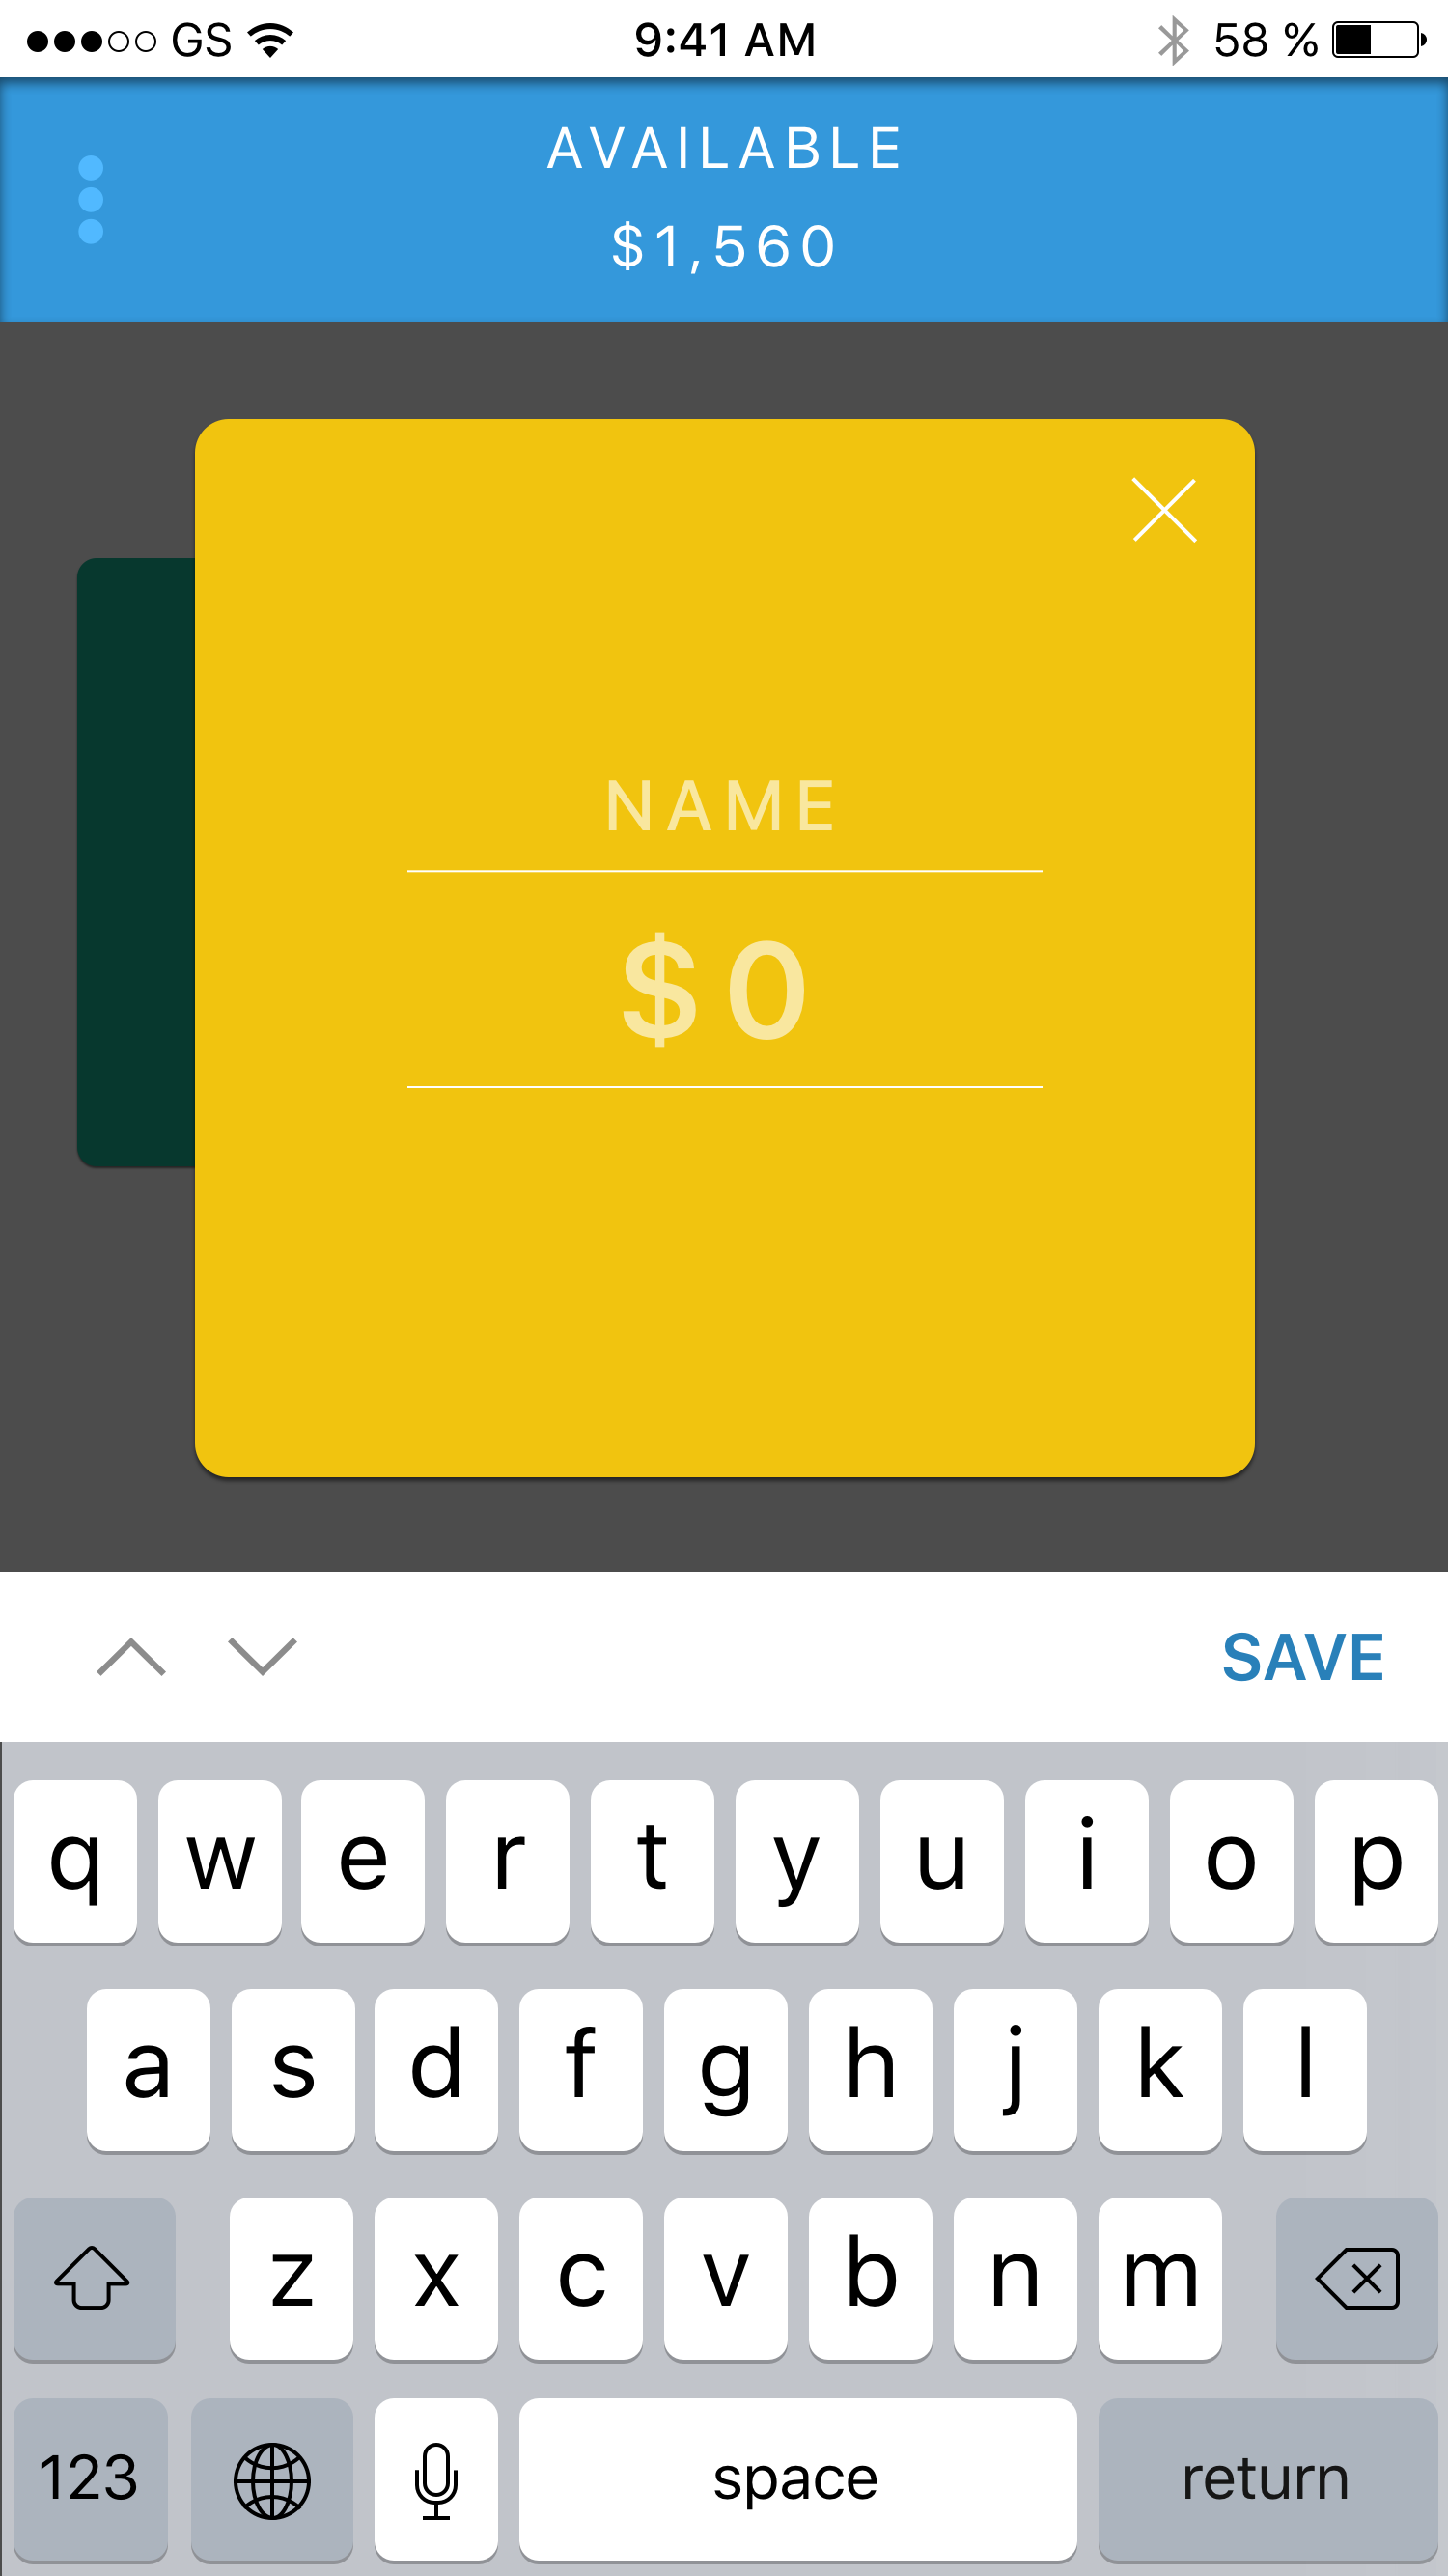 GS 9:41 AM 58 %
AVAILABLE
$1,560
NAME
$0
SAVE
q w e r t y u i o p
a s d f g h j k l
z x c v b n m
123 space return